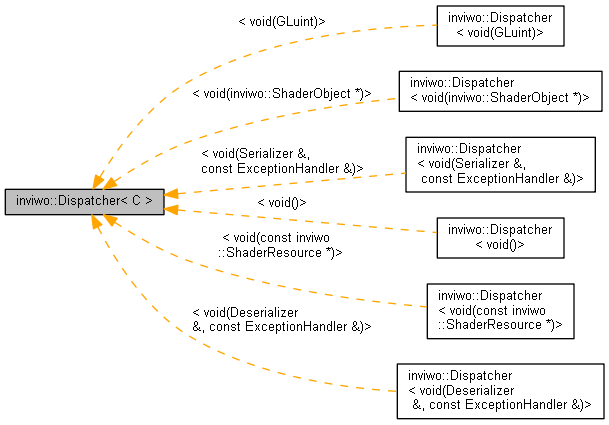 inviwo::Dispatcher< C >
< void(GLuint)>
inviwo::Dispatcher
< void(GLuint)>
< void(inviwo::ShaderObject *)>
inviwo::Dispatcher
< void(inviwo::ShaderObject *)>
< void(Serializer &,
const ExceptionHandler &)>
inviwo::Dispatcher
< void(Serializer &,
const ExceptionHandler &)>
< void()>
inviwo::Dispatcher
< void()>
< void(const inviwo
::ShaderResource *)>
inviwo::Dispatcher
< void(const inviwo
::ShaderResource *)>
< void(Deserializer
&, const ExceptionHandler &)>
inviwo::Dispatcher
< void(Deserializer
&, const ExceptionHandler &)>